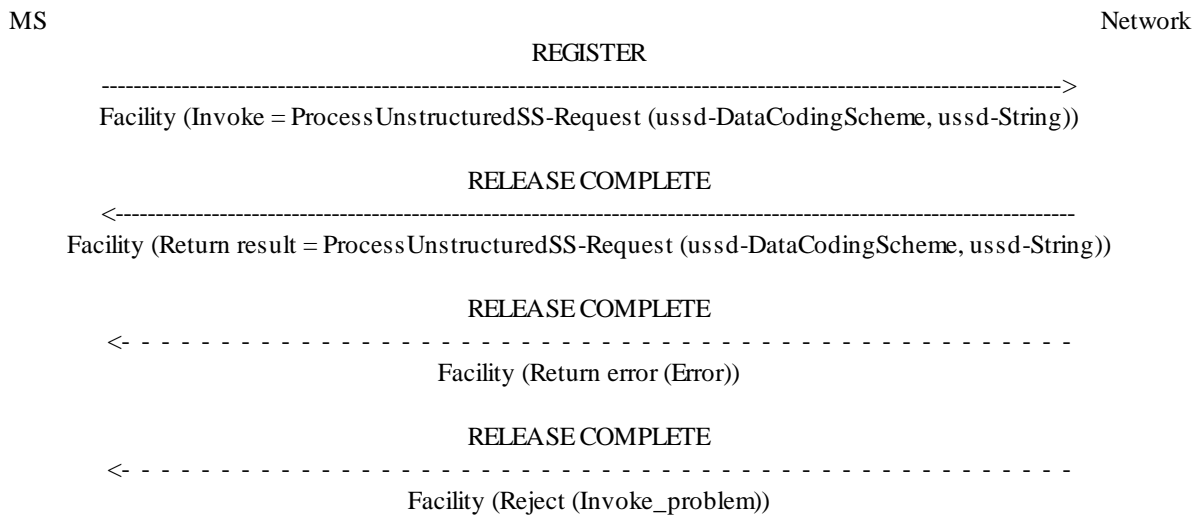 MS Network
REGISTER
------------------------------------------------------------------------------------------------------------------------>
Facility (Invoke = ProcessUnstructuredSS-Request (ussd-DataCodingScheme, ussd-String))
RELEASE COMPLETE
<------------------------------------------------------------------------------------------------------------------------
Facility (Return result = ProcessUnstructuredSS-Request (ussd-DataCodingScheme, ussd-String))
RELEASE COMPLETE
<- - - - - - - - - - - - - - - - - - - - - - - - - - - - - - - - - - - - - - - - - - - - - - - -
Facility (Return error (Error))
RELEASE COMPLETE
<- - - - - - - - - - - - - - - - - - - - - - - - - - - - - - - - - - - - - - - - - - - - - - - -
Facility (Reject (Invoke_problem))